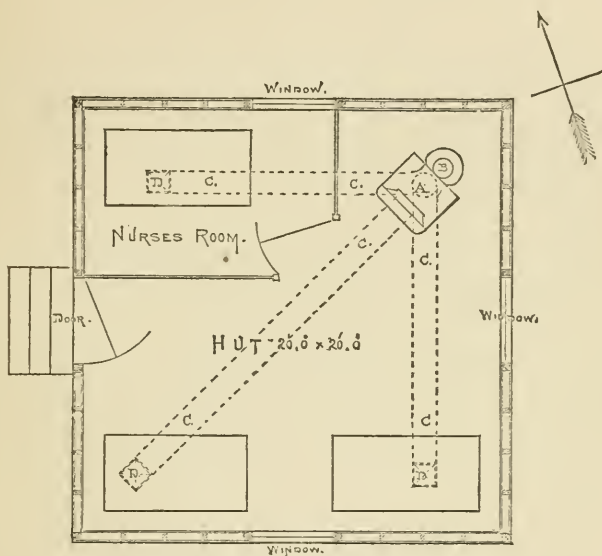 WINDOW.
B
D. C. C. A.
NURSES ROOM.
C.
C.
DOOR.
WINDOW.
HUT 20.0 × 20.0
C.
C
D.
D
WINDOW.